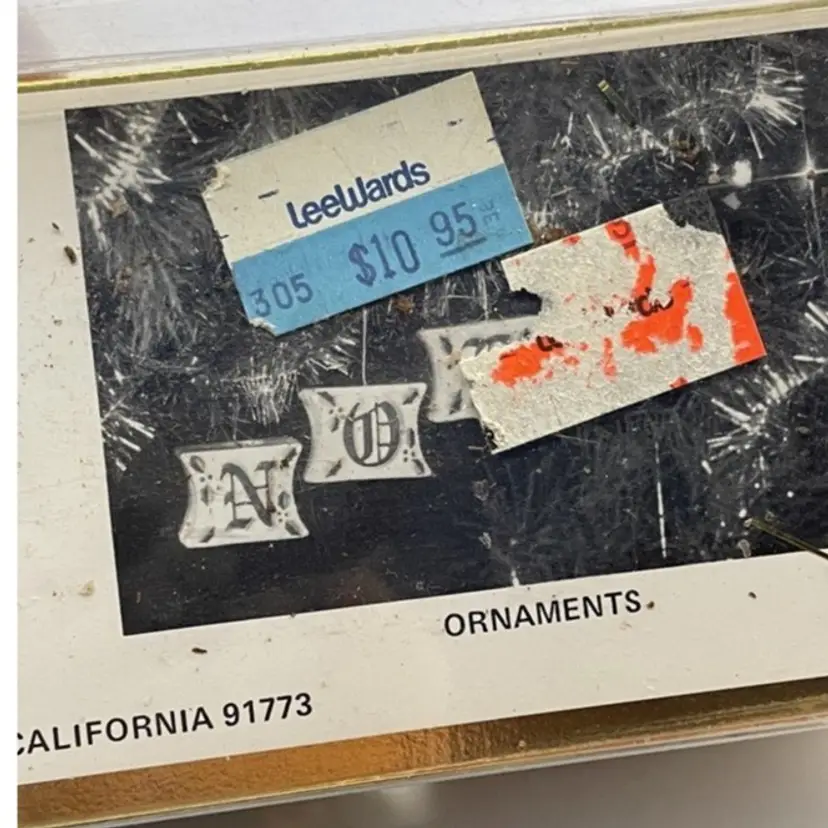 LeeWards
305 $10 95
N O
ORNAMENTS
CALIFORNIA 91773